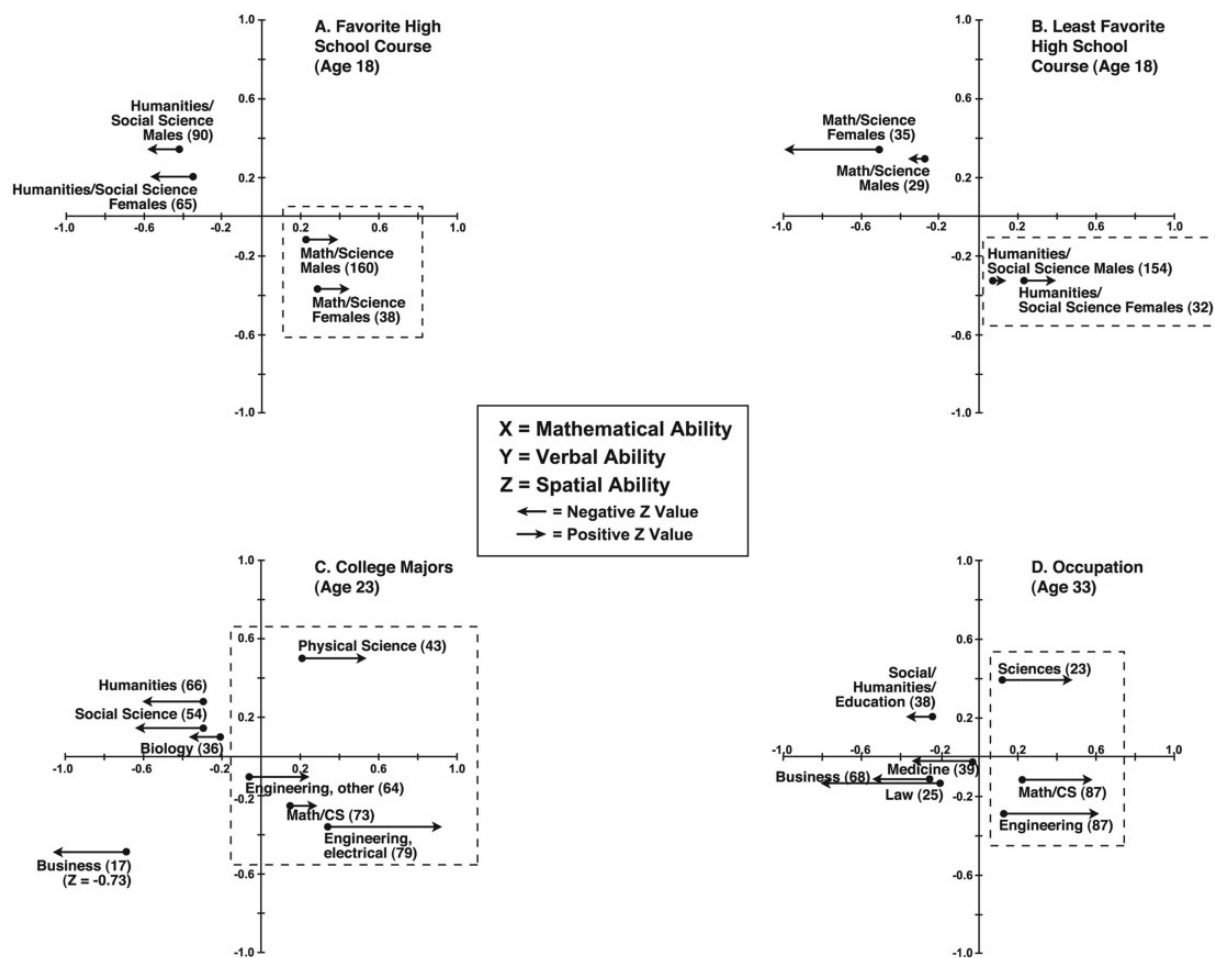 A. Favorite High
School Course
(Age 18)
1.0
0.6
0.2
-0.2
-0.6
-1.0
-1.0
-0.6
-0.2
0.2
0.6
1.0
Humanities/
Social Science
Males (90)
Humanities/Social Science
Females (65)
Math/Science
Males (160)
Math/Science
Females (38)
B. Least Favorite
High School
Course (Age 18)
1.0
0.6
0.2
-0.2
-0.6
-1.0
-1.0
-0.6
-0.2
0.2
0.6
1.0
Math/Science
Females (35)
Math/Science
Males (29)
Humanities/
Social Science Males (154)
Humanities/
Social Science Females (32)
X = Mathematical Ability
Y = Verbal Ability
Z = Spatial Ability
= Negative Z Value
= Positive Z Value
C. College Majors
(Age 23)
1.0
0.6
0.2
-0.2
-0.6
-1.0
-1.0
-0.6
-0.2
0.2
0.6
1.0
Physical Science (43)
Humanities (66)
Social Science (54)
Biology (36)
Engineering, other (64)
Math/CS (73)
Engineering,
electrical (79)
Business (17)
(Z = -0.73)
D. Occupation
(Age 33)
1.0
0.6
0.2
-0.2
-0.6
-1.0
-1,0
-0.6
-0.2
0.2
0.6
1,0
Social/
Humanities/
Education (38)
Sciences (23)
Medicine (39)
Business (68)
Law (25)
Math/CS (87)
Engineering (87)